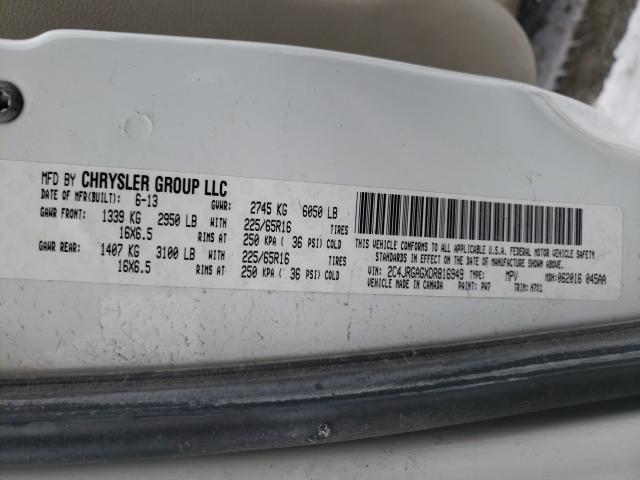 MFD BY CHRYSLER GROUP LLC
DATE OF MFR(BUILT): 6-13 GVWR: 2745 KG 6050 LB
GAWR FRONT: 1339 KG 2950 LB WITH 225/65R16 TIRES
16X6.5 RIMS AT 250 KPA ( 36 PSI) COLD
GAWR REAR: 1407 KG 3100 LB WITH 225/65R16 TIRES
16X6.5 RIMS AT 250 KPA ( 36 PSI) COLD
THIS VEHICLE CONFORMS TO ALL APPLICABLE U.S.A. FEDERAL MOTOR VEHICLE SAFETY
STANDARDS IN EFFECT ON THE DATE OF MANUFACTURE SHOWN ABOVE.
VIN: 2C4JRGAGXDR816949 TYPE: MPV MDH: 062016 045AA
VEHICLE MADE IN CANADA PAINT: PW7 TRIM: